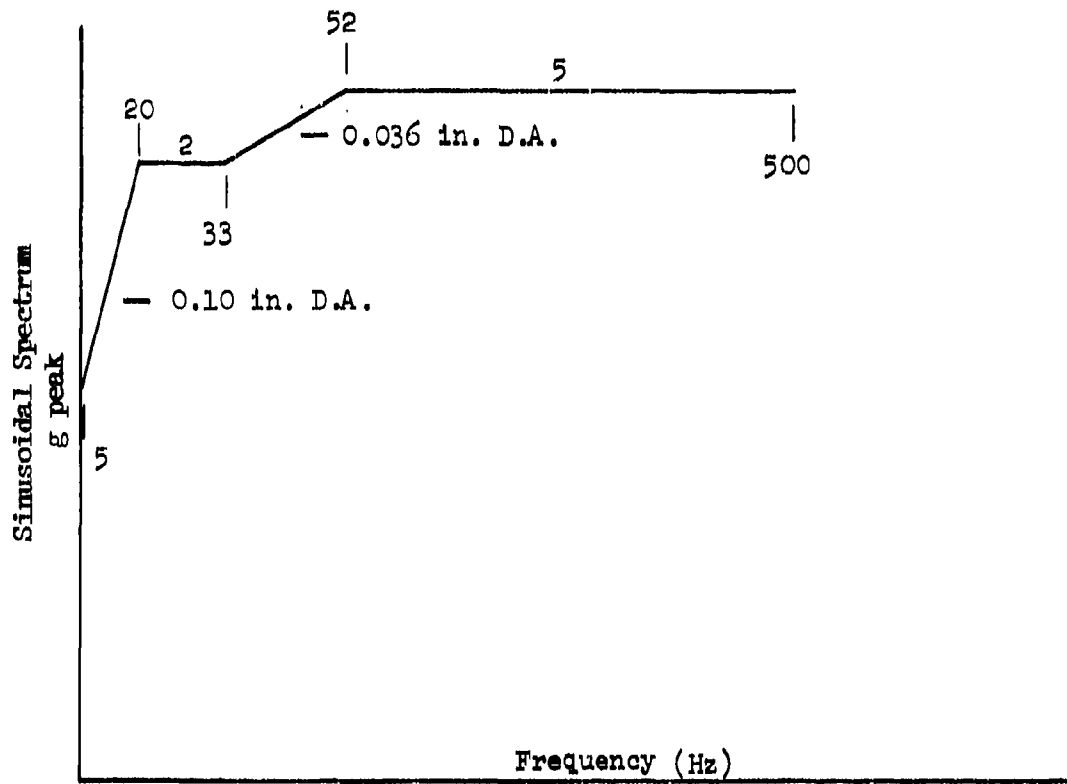 52
5
20
2
0.036 in. D.A.
500
33
0.10 in. D.A.
Sinusoidal Spectrum
g peak
5
Frequency (Hz)